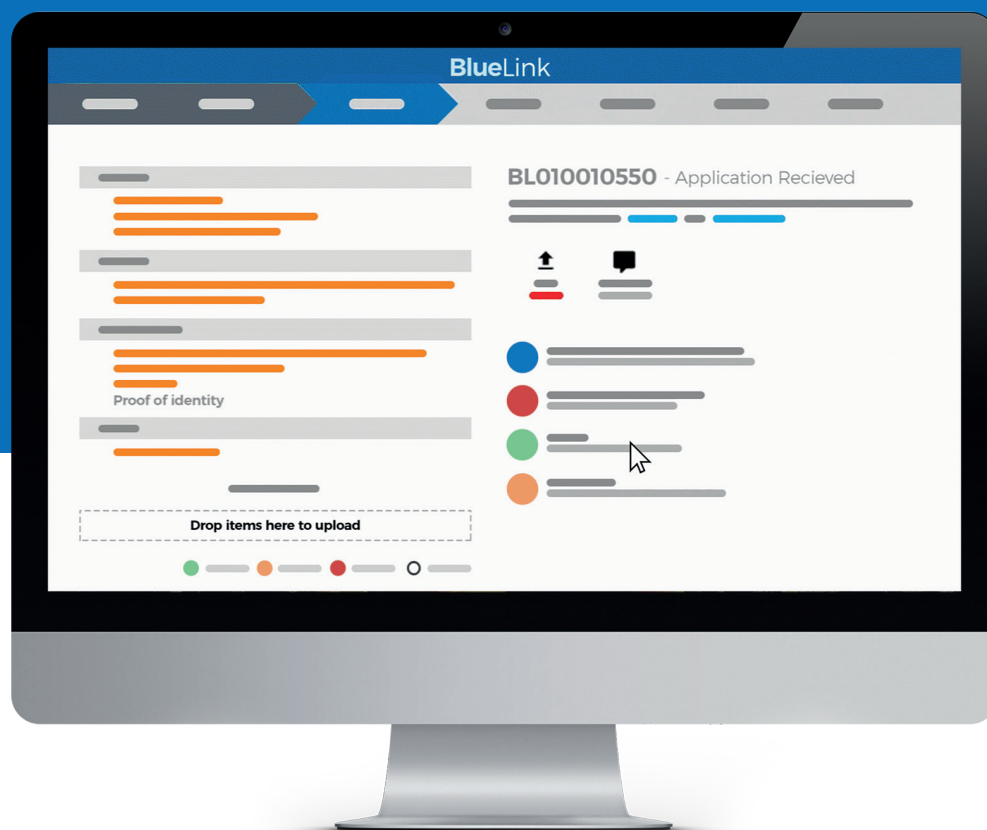 BlueLink
BL010010550 - Application Recieved
Proof of identity
Drop items here to upload